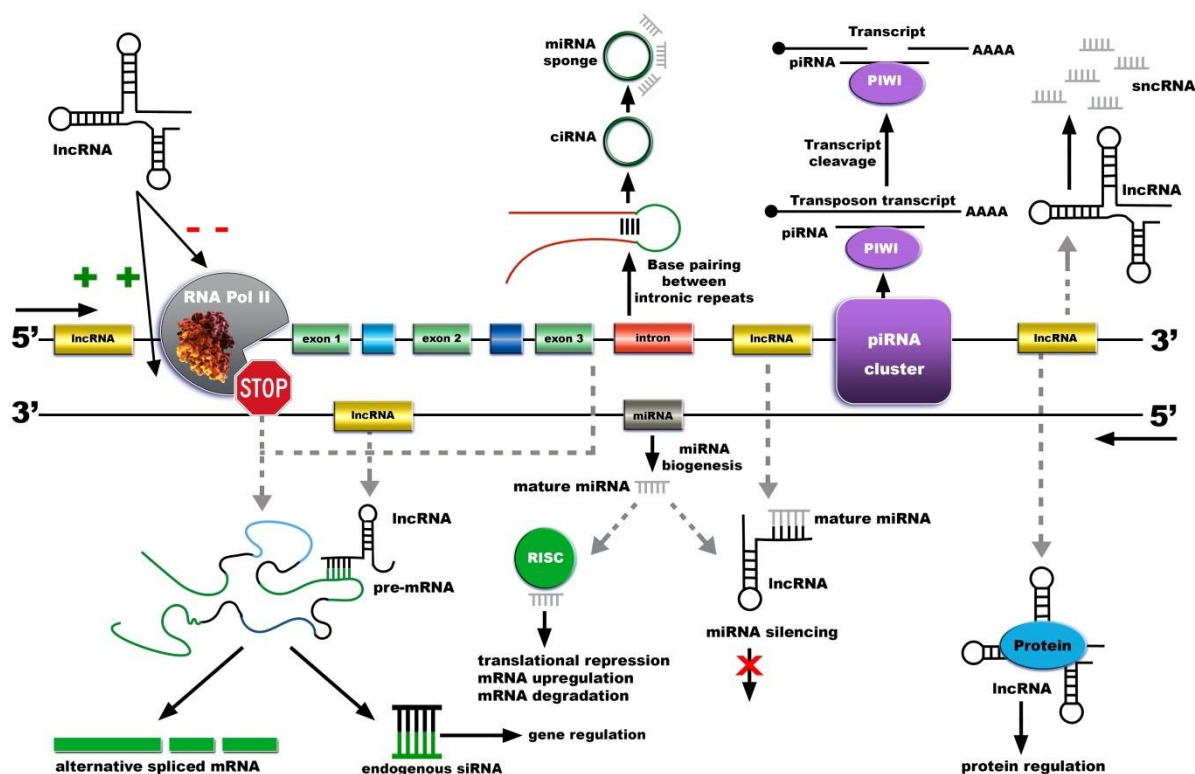 lncRNA
miRNA
sponge
ciRNA
Base pairing
between
intronic repeats
Transcript
AAAA
piRNA
PIWI
Transcript
cleavage
Transposon transcript
AAAA
piRNA
PIWI
sncRNA
lncRNA
- -
+ +
5’
lncRNA
RNA Pol II
STOP
exon 1
exon 2
exon 3
intron
lncRNA
piRNA
cluster
lncRNA
3’
3’
lncRNA
miRNA
5’
miRNA
biogenesis
mature miRNA
lncRNA
pre-mRNA
RISC
translational repression
mRNA upregulation
mRNA degradation
mature miRNA
lncRNA
miRNA silencing
X
Protein
lncRNA
protein regulation
alternative spliced mRNA
endogenous siRNA
gene regulation